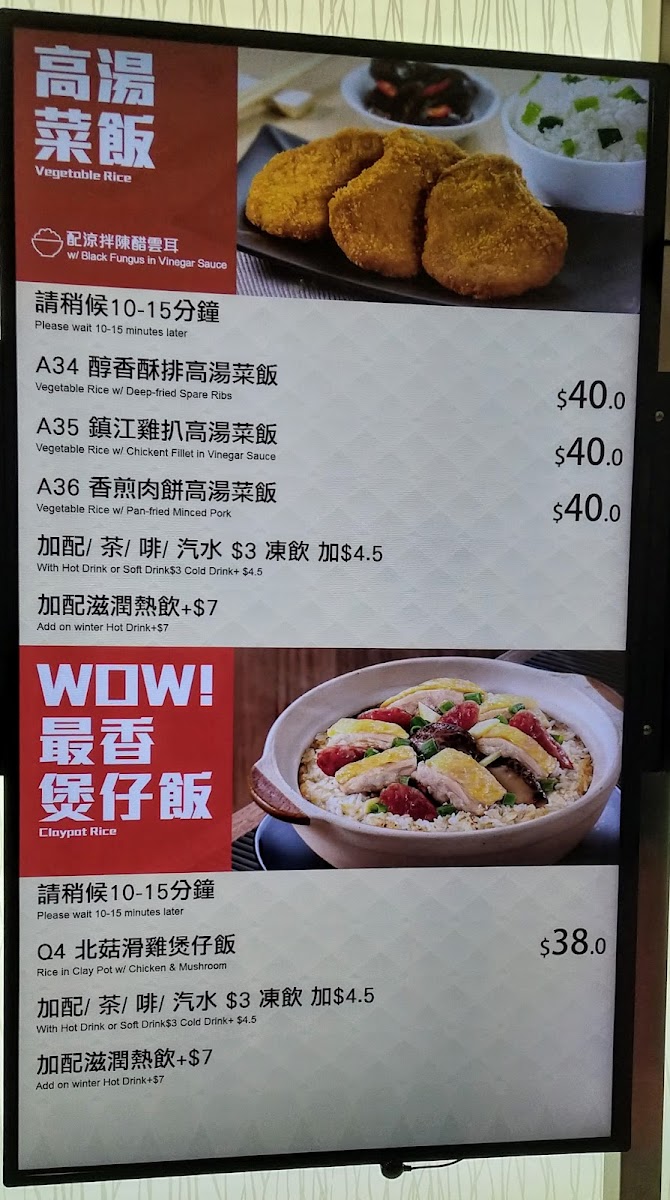 高湯
菜飯
Vegetable Rice
配涼拌陳醋雲耳
w/ Black Fungus in Vinegar Sauce
請稍候10-15分鐘
Please wait 10-15 minutes later
A34 醇香酥排高湯菜飯
Vegetable Rice w/ Deep-fried Spare Ribs
$40.0
A35 鎮江雞扒高湯菜飯
Vegetable Rice w/ Chickent Fillet in Vinegar Sauce
$40.0
A36 香煎肉餅高湯菜飯
Vegetable Rice w/ Pan-fried Minced Pork
$40.0
加配/ 茶/ 啡/ 汽水 $3 凍飲 加$4.5
With Hot Drink or Soft Drink$3 Cold Drink+ $4.5
加配滋潤熱飲+$7
Add on winter Hot Drink+$7
WOW!
最香
煲仔飯
Claypot Rice
請稍候10-15分鐘
Please wait 10-15 minutes later
Q4 北菇滑雞煲仔飯
Rice in Clay Pot w/ Chicken & Mushroom
$38.0
加配/ 茶/ 啡/ 汽水 $3 凍飲 加$4.5
With Hot Drink or Soft Drink$3 Cold Drink+ $4.5
加配滋潤熱飲+$7
Add on winter Hot Drink+$7